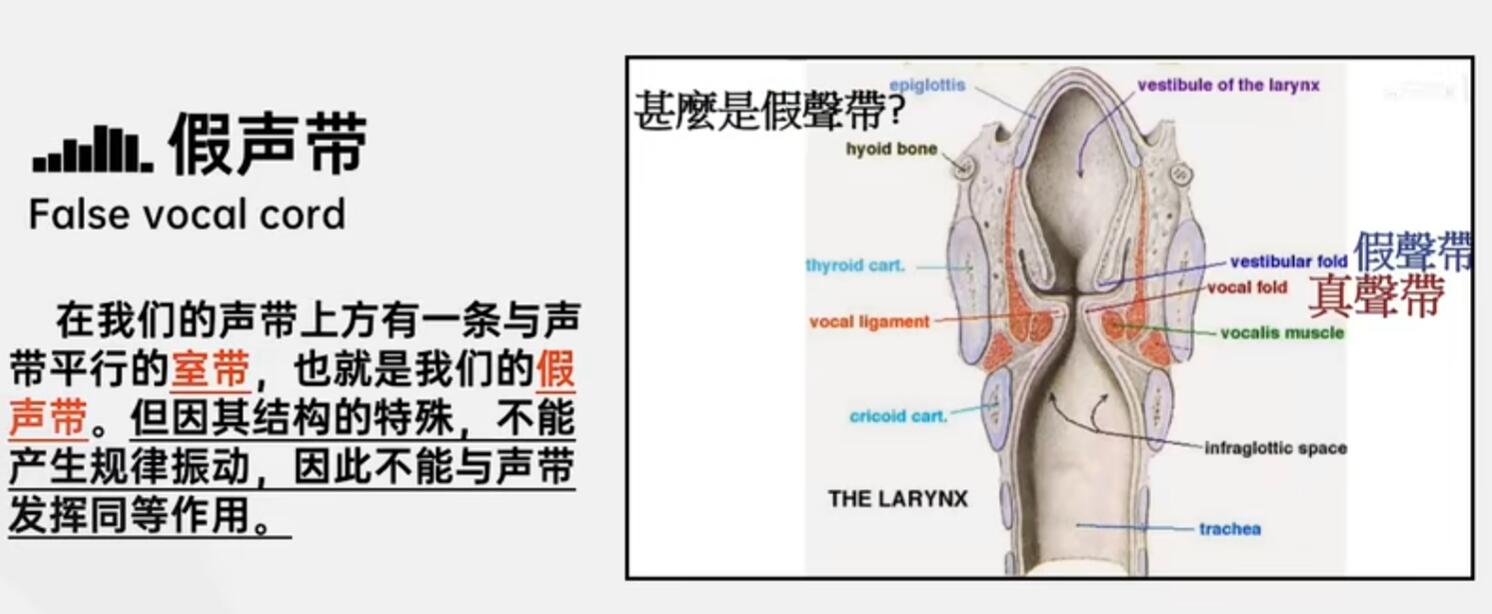 假声带
False vocal cord
在我们的声带上方有一条与声
带平行的室带，也就是我们的假
声带。但因其结构的特殊，不能
产生规律振动，因此不能与声带
发挥同等作用。
甚麼是假聲帶?
epiglottis
vestibule of the larynx
hyoid bone
thyroid cart.
vestibular fold 假聲帶
vocal fold 真聲帶
vocal ligament
vocalis muscle
cricoid cart.
infraglottic space
THE LARYNX
trachea